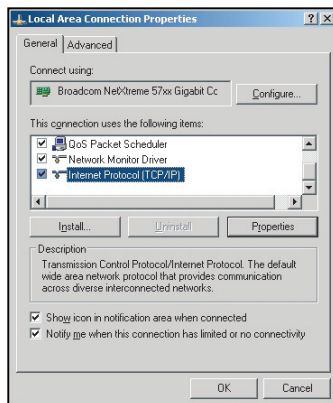 Local Area Connection Properties
General Advanced
Connect using:
Broadcom NetXtreme 57xx Gigabit Cc
Configure...
This connection uses the following items:
QoS Packet Scheduler
Network Monitor Driver
Internet Protocol (TCP/IP)
Install... Uninstall Properties
Description
Transmission Control Protocol/Internet Protocol. The default
wide area network protocol that provides communication
across diverse interconnected networks.
Show icon in notification area when connected
Notify me when this connection has limited or no connectivity
OK Cancel